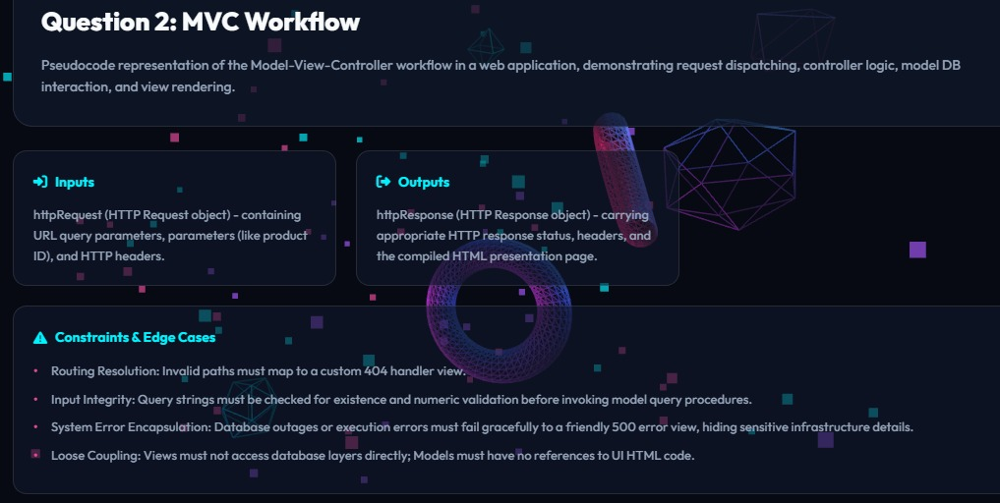 Question 2: MVC Workflow
Pseudocode representation of the Model-View-Controller workflow in a web application, demonstrating request dispatching, controller logic, model DB
interaction, and view rendering.
Inputs
httpRequest (HTTP Request object) - containing
URL query parameters, parameters (like product
ID), and HTTP headers.
Outputs
httpResponse (HTTP Response object) - carrying
appropriate HTTP response status, headers, and
the compiled HTML presentation page.
Constraints & Edge Cases
• Routing Resolution: Invalid paths must map to a custom 404 handler view.
• Input Integrity: Query strings must be checked for existence and numeric validation before invoking model query procedures.
• System Error Encapsulation: Database outages or execution errors must fail gracefully to a friendly 500 error view, hiding sensitive infrastructure details.
• Loose Coupling: Views must not access database layers directly; Models must have no references to UI HTML code.